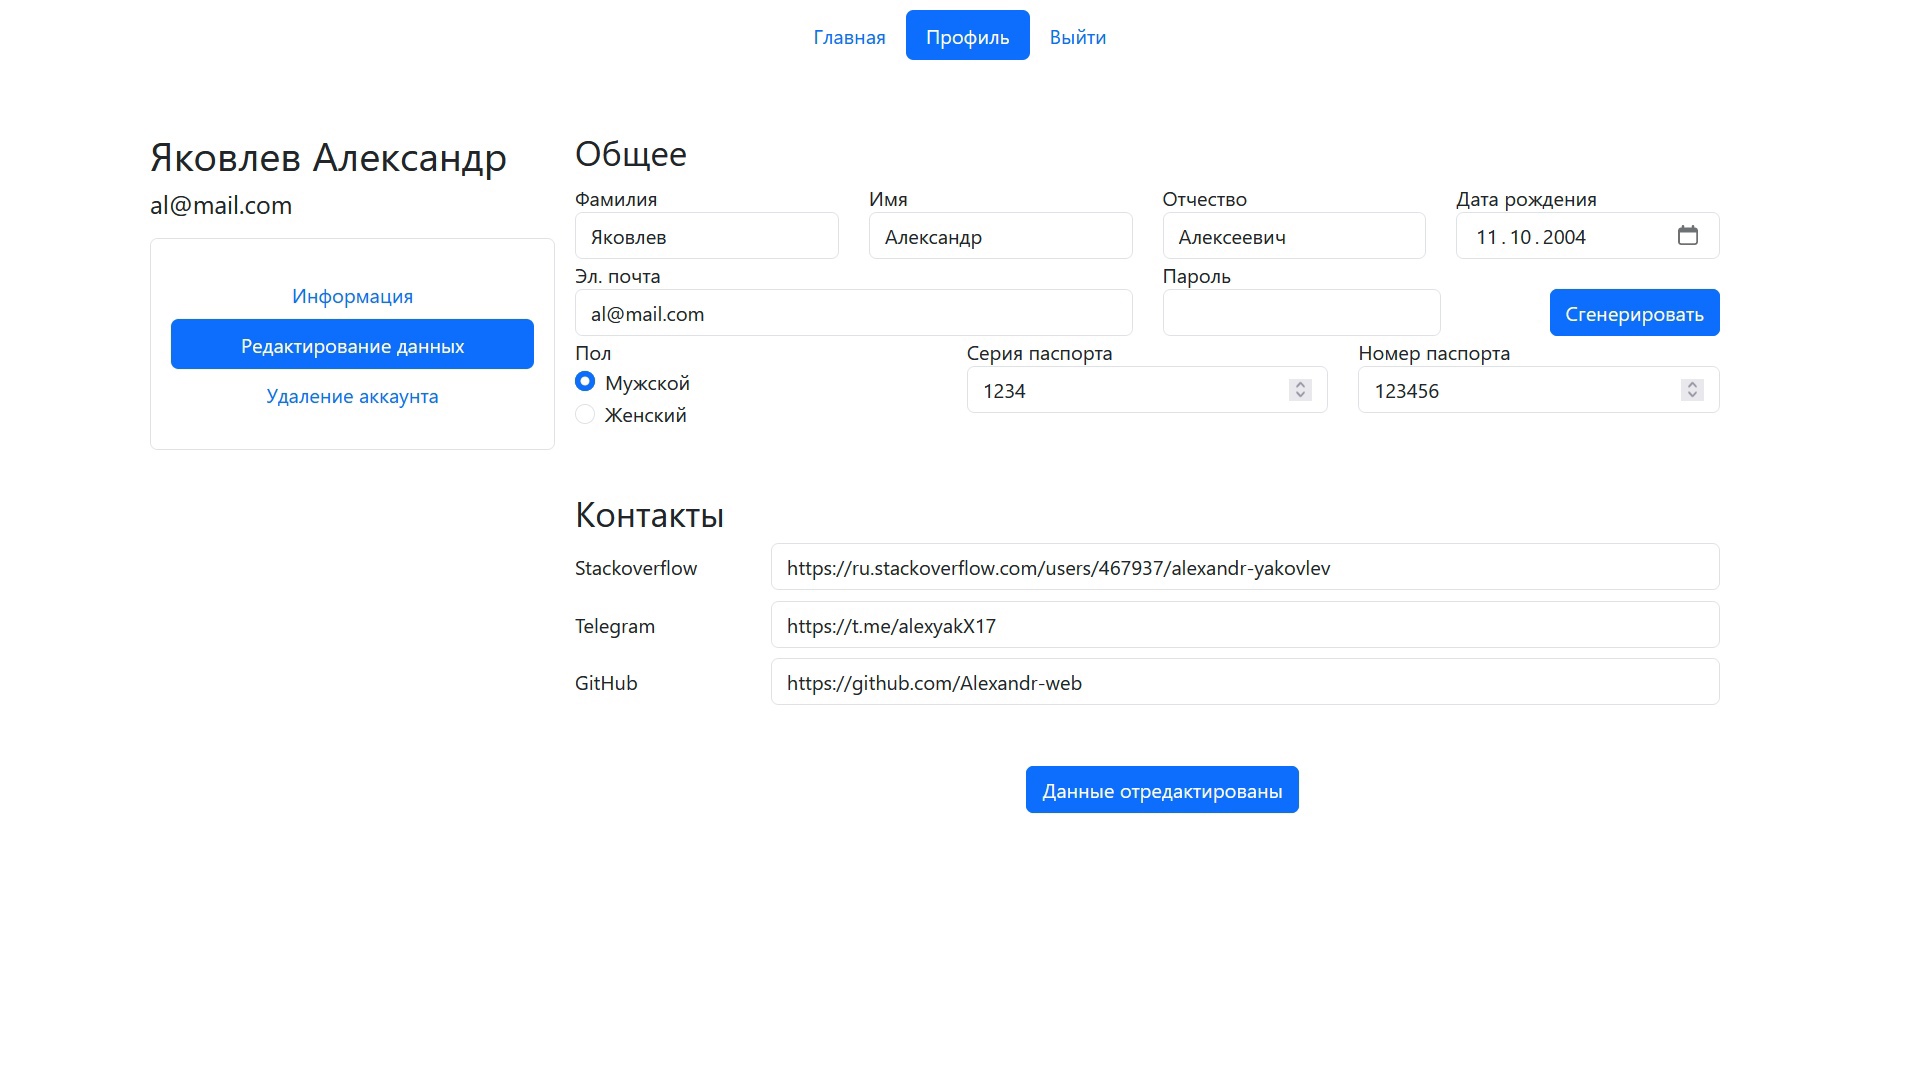 Главная Профиль Выйти
Яковлев Александр
al@mail.com
Информация
Редактирование данных
Удаление аккаунта
Общее
Фамилия Имя Отчество Дата рождения
Яковлев Александр Алексеевич 11.10.2004
Эл. почта Пароль
al@mail.com Сгенерировать
Пол Серия паспорта Номер паспорта
Мужской 1234 123456
Женский
Контакты
Stackoverflow https://ru.stackoverflow.com/users/467937/alexandr-yakovlev
Telegram https://t.me/alexyakX17
GitHub https://github.com/Alexandr-web
Данные отредактированы